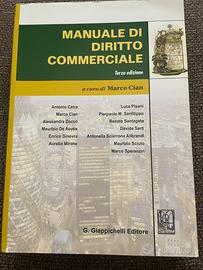 MANUALE DI
DIRITTO
COMMERCIALE
Terza edizione
a cura di Marco Cian
Antonio Cetra
Marco Cian
Alessandra Daccò
Maurizio De Acutis
Enrico Ginevra
Aurelio Mirone
Luca Pisani
Pierpaolo M. Sanfilippo
Renato Santagata
Davide Sarti
Antonella Sciarrone Alibrandi
Maurizio Sciuto
Marco Speranzin
G. Giappichelli Editore